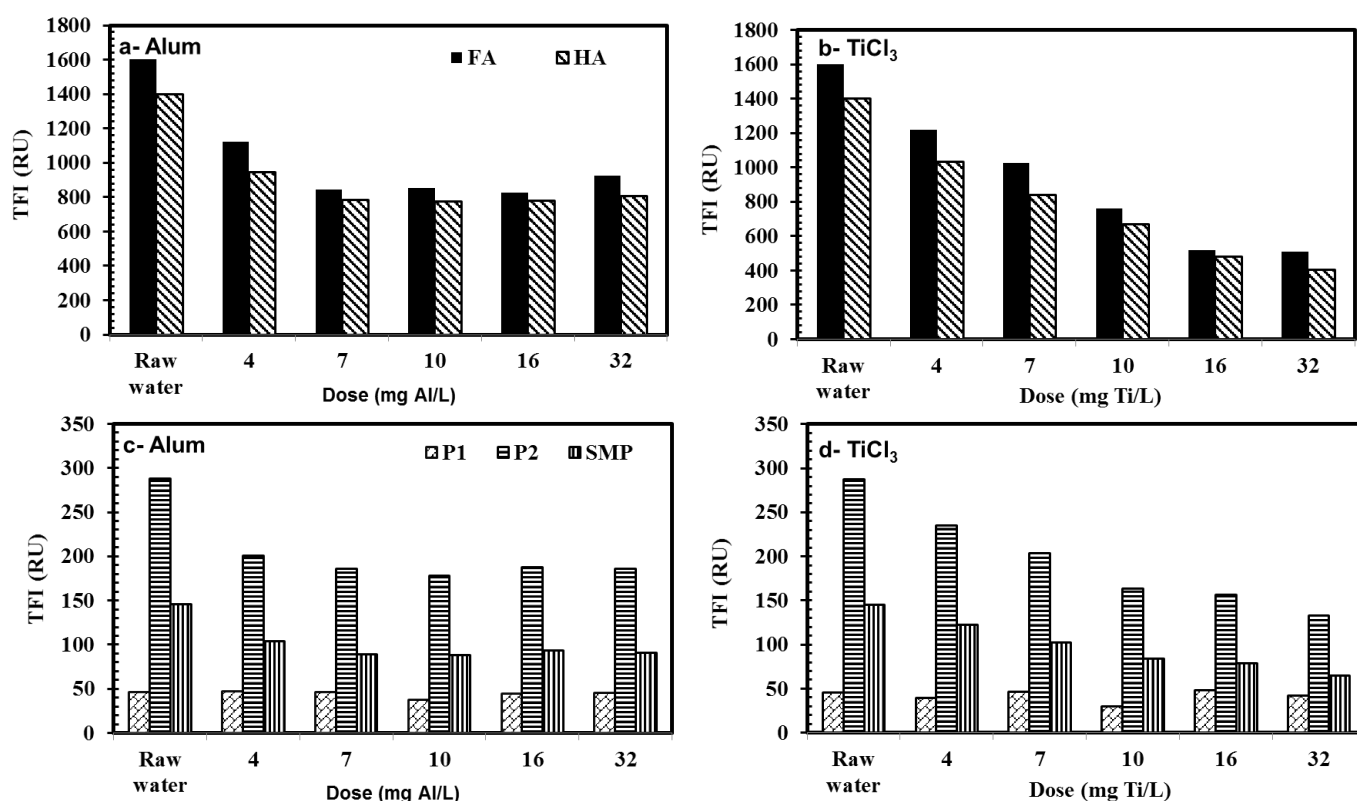 a- Alum
FA HA
TFI (RU)
1800
1600
1400
1200
1000
800
600
400
200
0
Raw water 4 7 10 16 32
Dose (mg Al/L)
b- TiCl₃
TFI (RU)
1800
1600
1400
1200
1000
800
600
400
200
0
Raw water 4 7 10 16 32
Dose (mg Ti/L)
c- Alum
P1 P2 SMP
TFI (RU)
350
300
250
200
150
100
50
0
Raw water 4 7 10 16 32
Dose (mg Al/L)
d- TiCl₃
TFI (RU)
350
300
250
200
150
100
50
0
Raw water 4 7 10 16 32
Dose (mg Ti/L)